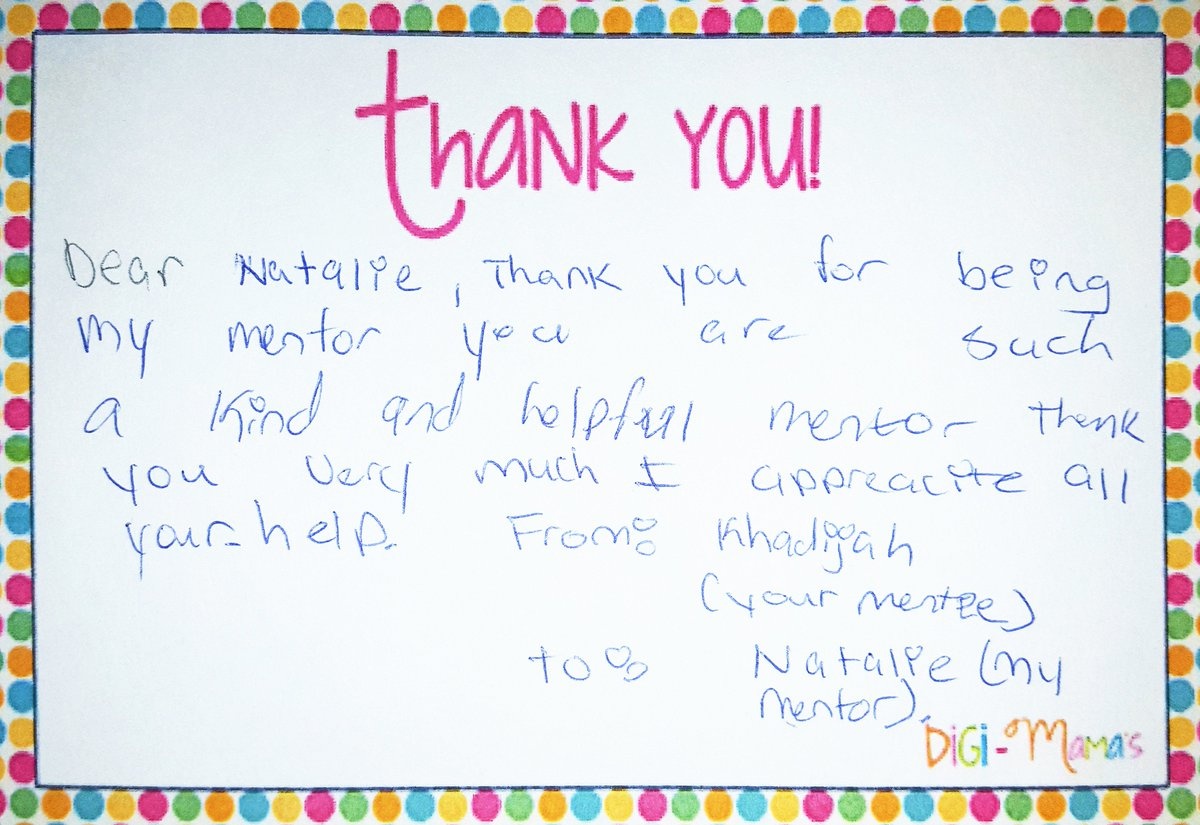 thank you!
Dear Natalie, Thank you for being
my mentor you are such
a kind and helpfull mentor Thank
you very much I appreacite all
your help. From: Khadijah
(your mentee)
to: Natalie (my
mentor).
DiGi-Mama's